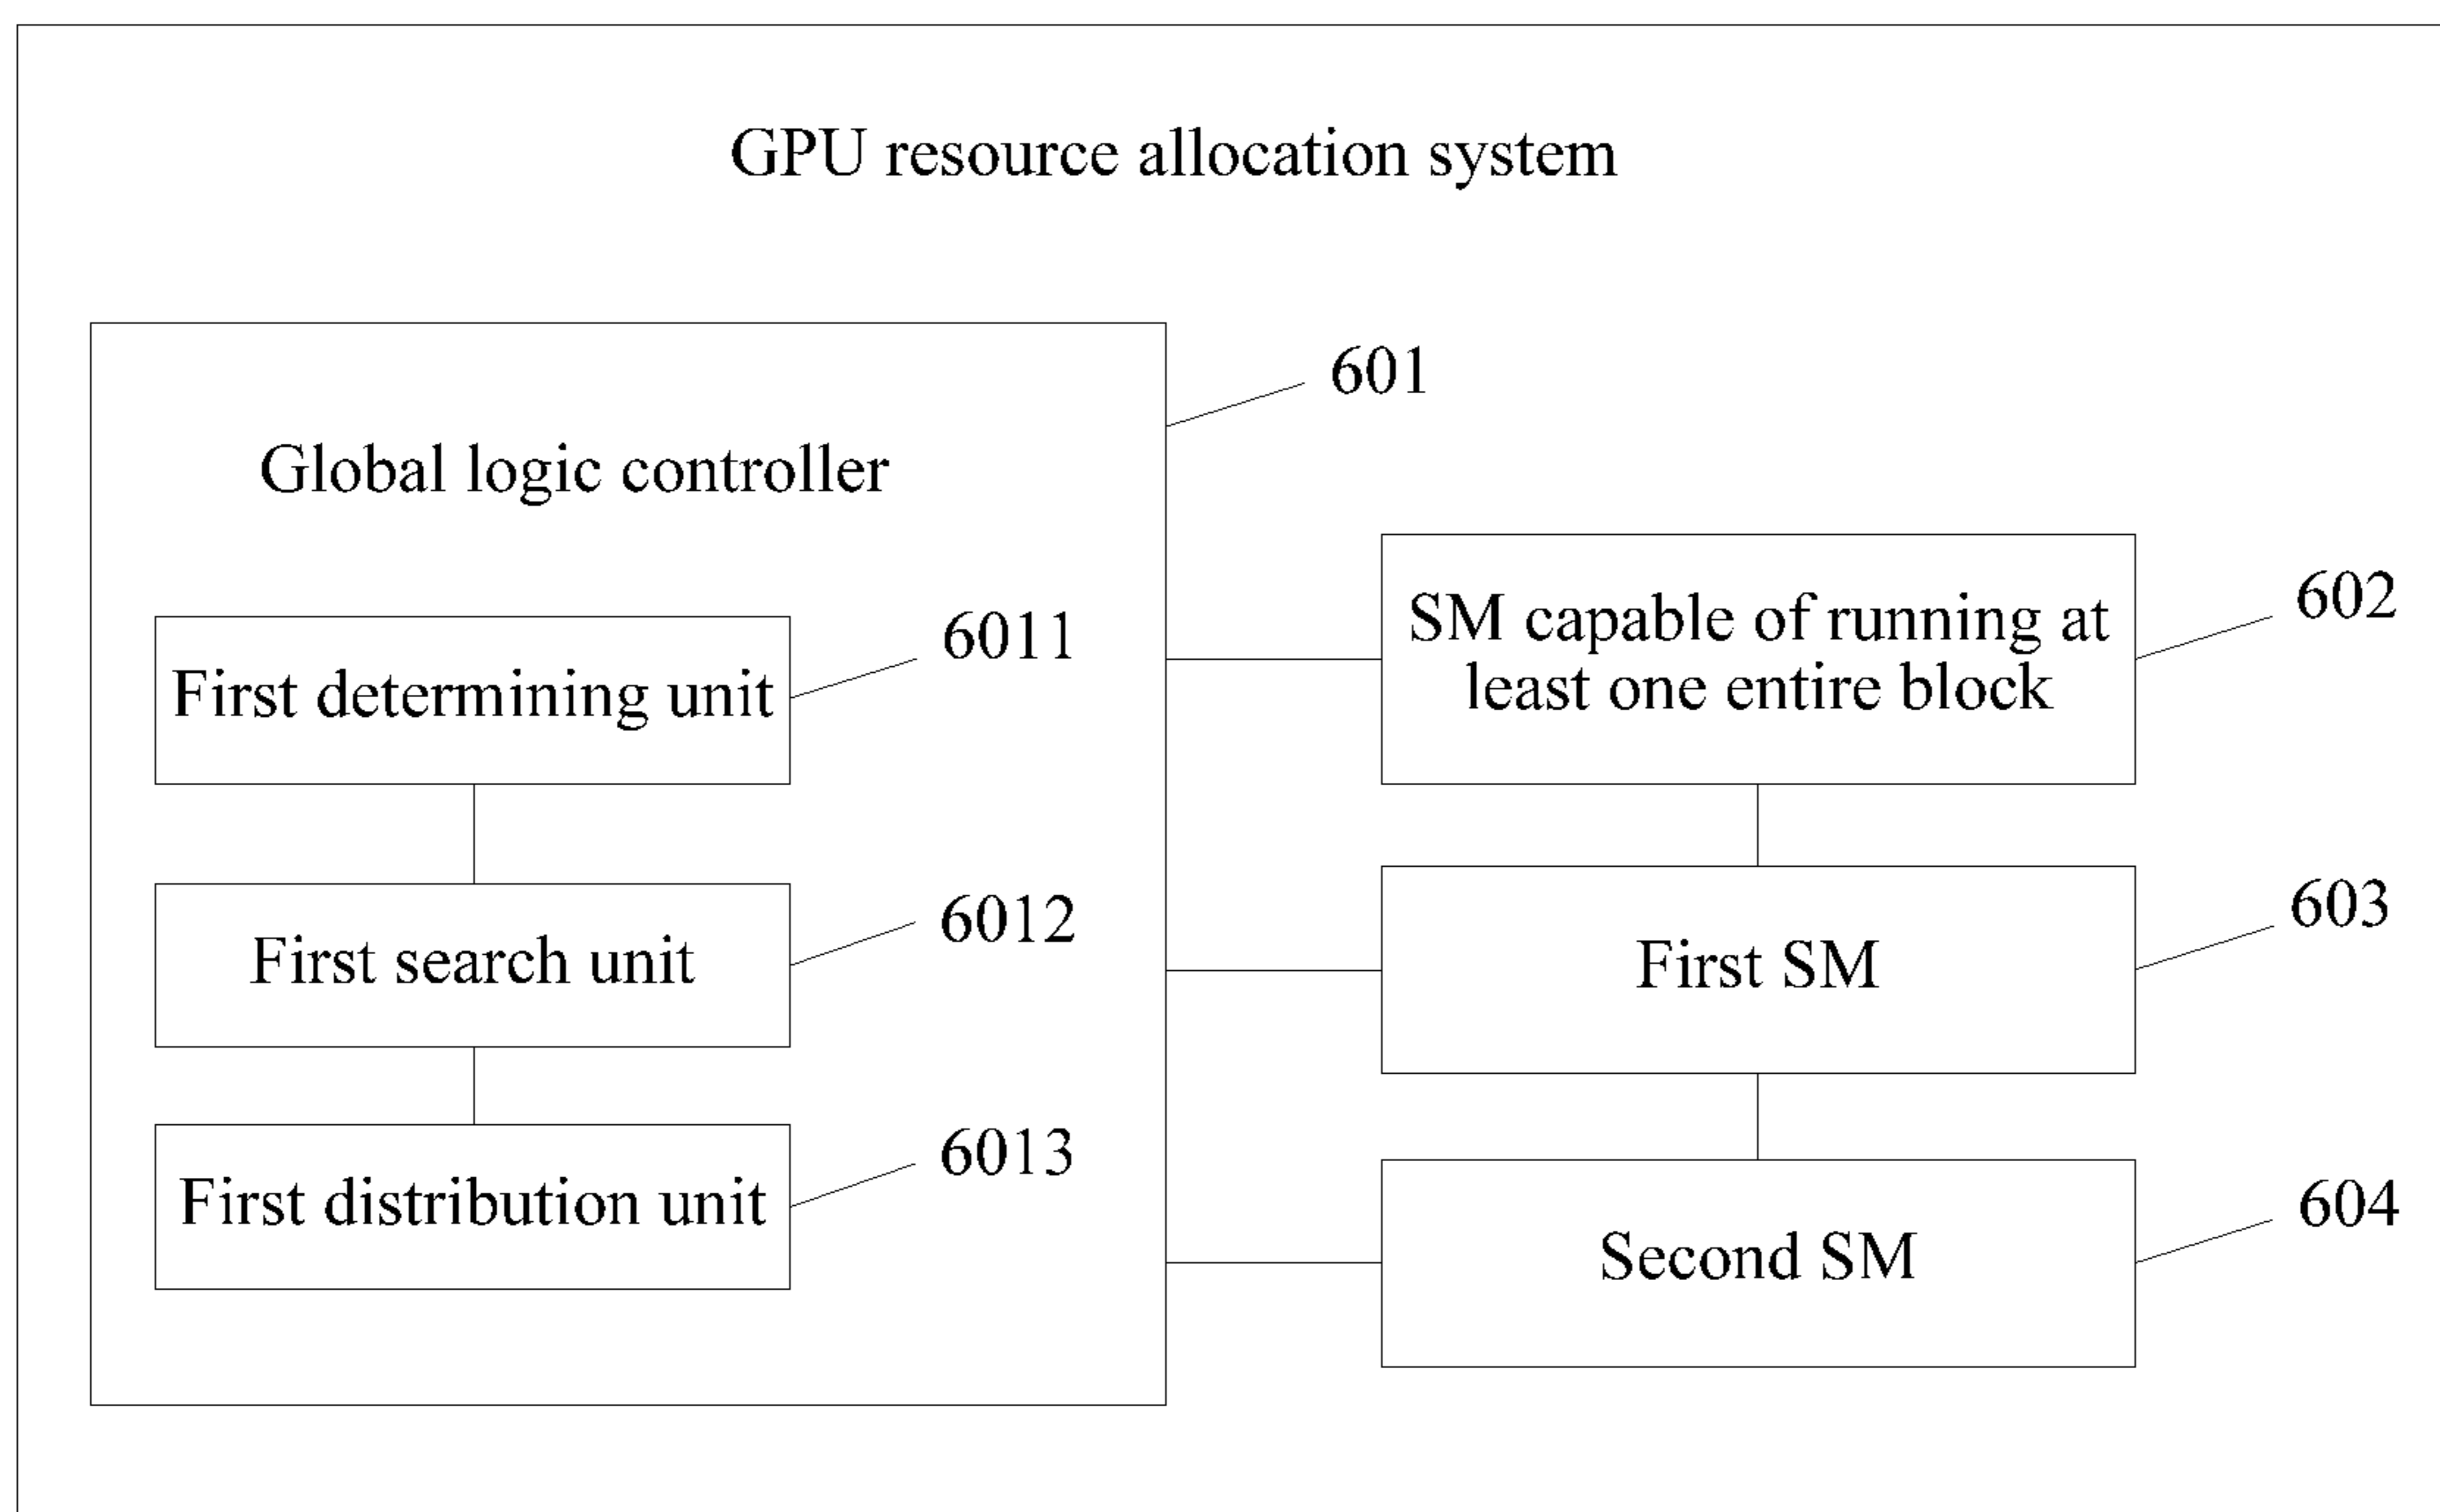 GPU resource allocation system
601
Global logic controller
First determining unit
6011
First search unit
6012
First distribution unit
6013
SM capable of running at
least one entire block
602
First SM
603
Second SM
604